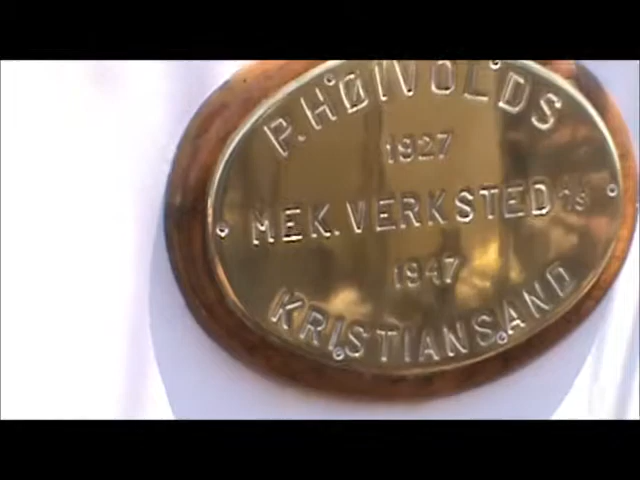 P. HØIVOLDS
1927
MEK. VERKSTED A/S
1947
KRISTIANSAND